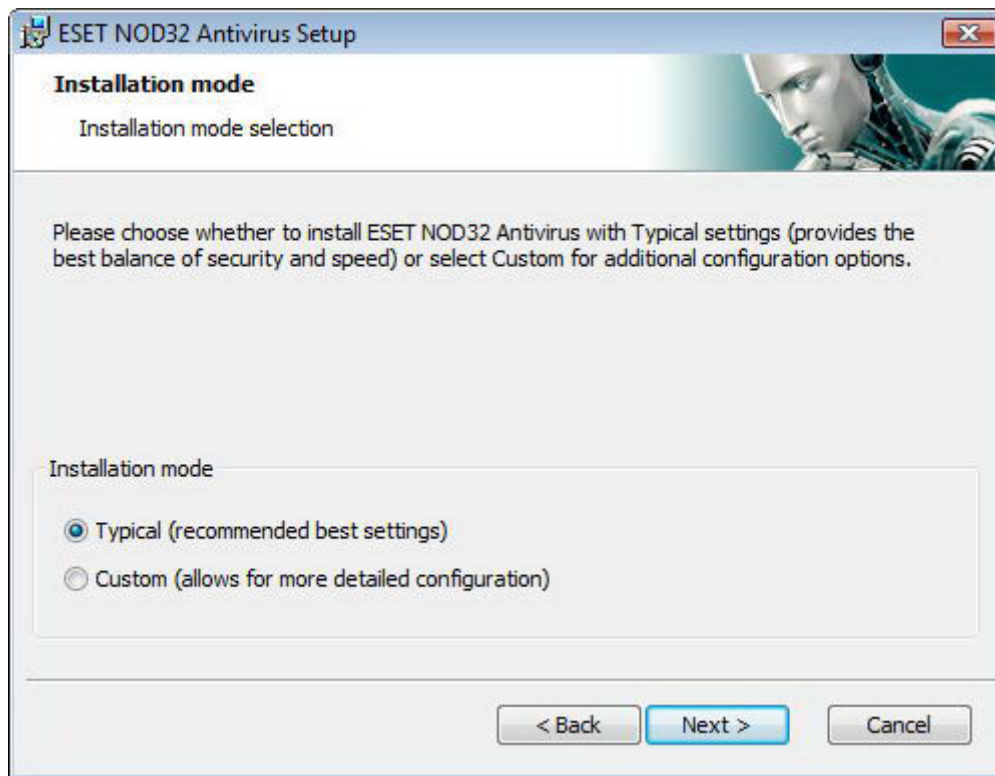 ESET NOD32 Antivirus Setup
Installation mode
Installation mode selection
Please choose whether to install ESET NOD32 Antivirus with Typical settings (provides the
best balance of security and speed) or select Custom for additional configuration options.
Installation mode
Typical (recommended best settings)
Custom (allows for more detailed configuration)
< Back
Next >
Cancel